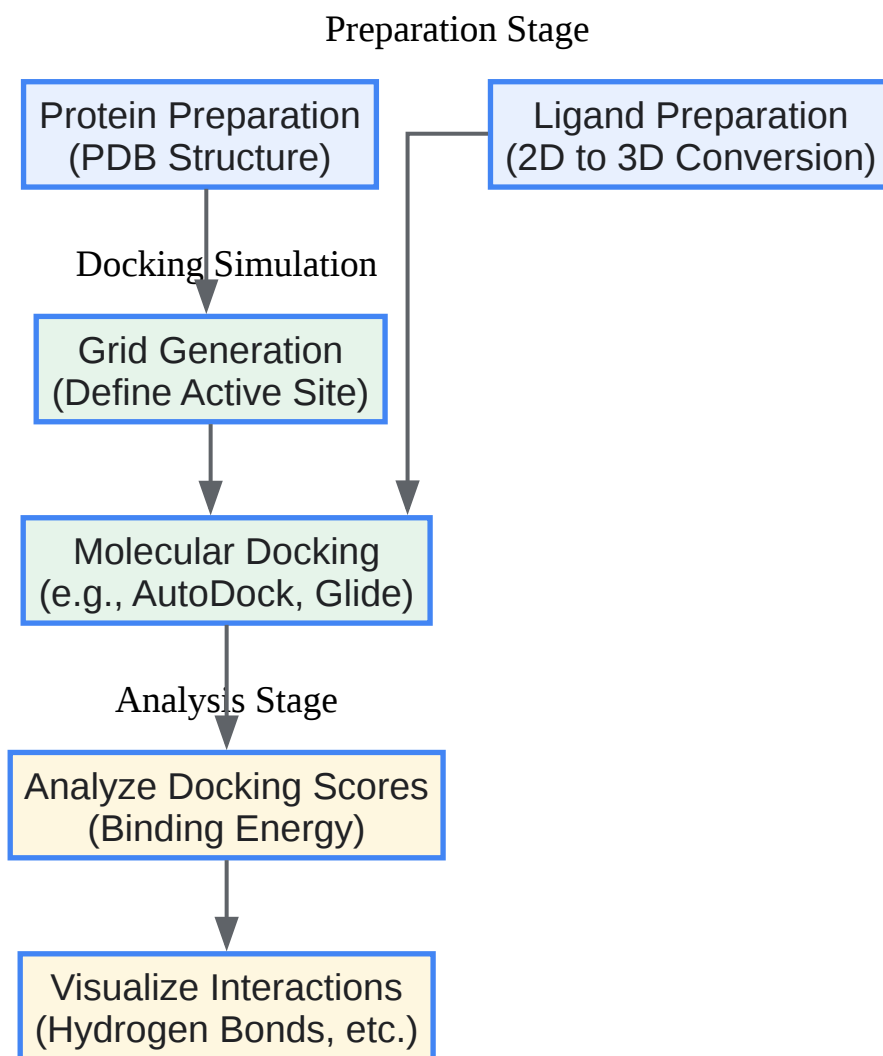 Preparation Stage
Protein Preparation
(PDB Structure)
Ligand Preparation
(2D to 3D Conversion)
Docking Simulation
Grid Generation
(Define Active Site)
Molecular Docking
(e.g., AutoDock, Glide)
Analysis Stage
Analyze Docking Scores
(Binding Energy)
Visualize Interactions
(Hydrogen Bonds, etc.)